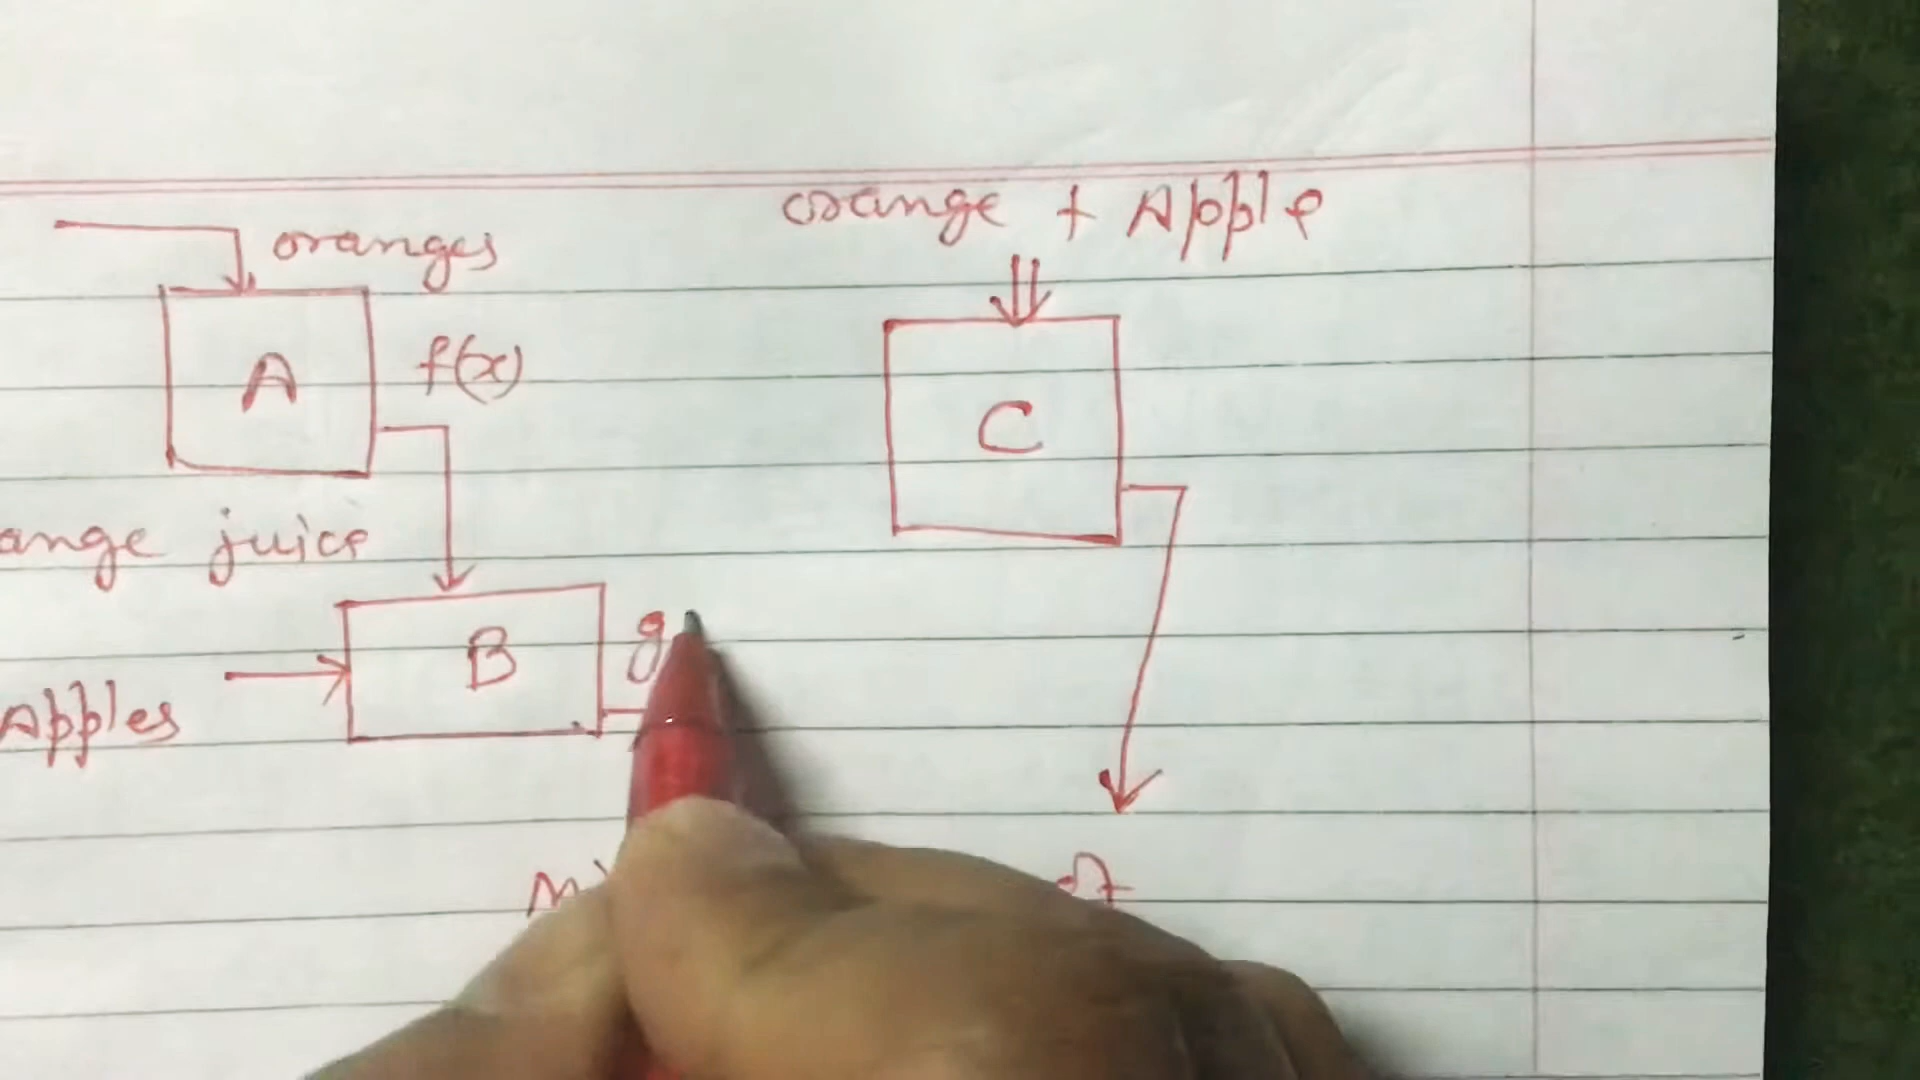 orange + Apple
oranges
A
f(x)
C
ange juice
B
g
Apples